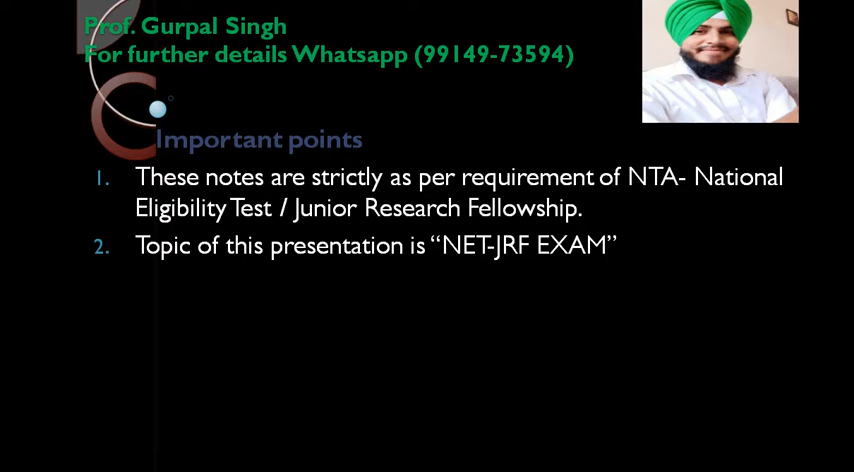 Prof. Gurpal Singh
For further details Whatsapp (99149-73594)
Important points
1. These notes are strictly as per requirement of NTA- National
Eligibility Test / Junior Research Fellowship.
2. Topic of this presentation is “NET-JRF EXAM”